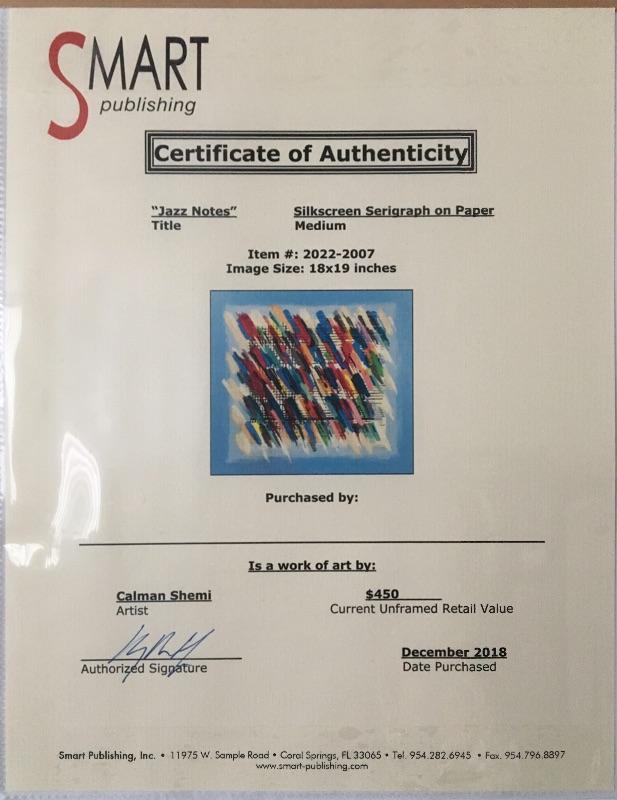 SMART
publishing
Certificate of Authenticity
"Jazz Notes" Silkscreen Serigraph on Paper
Title Medium
Item #: 2022-2007
Image Size: 18x19 inches
Purchased by:
Is a work of art by:
Calman Shemi $450
Artist Current Unframed Retail Value
December 2018
Authorized Signature Date Purchased
Smart Publishing, Inc. • 11975 W. Sample Road • Coral Springs, FL 33065 • Tel. 954.282.6945 • Fax. 954.796.8897
www.smart-publishing.com